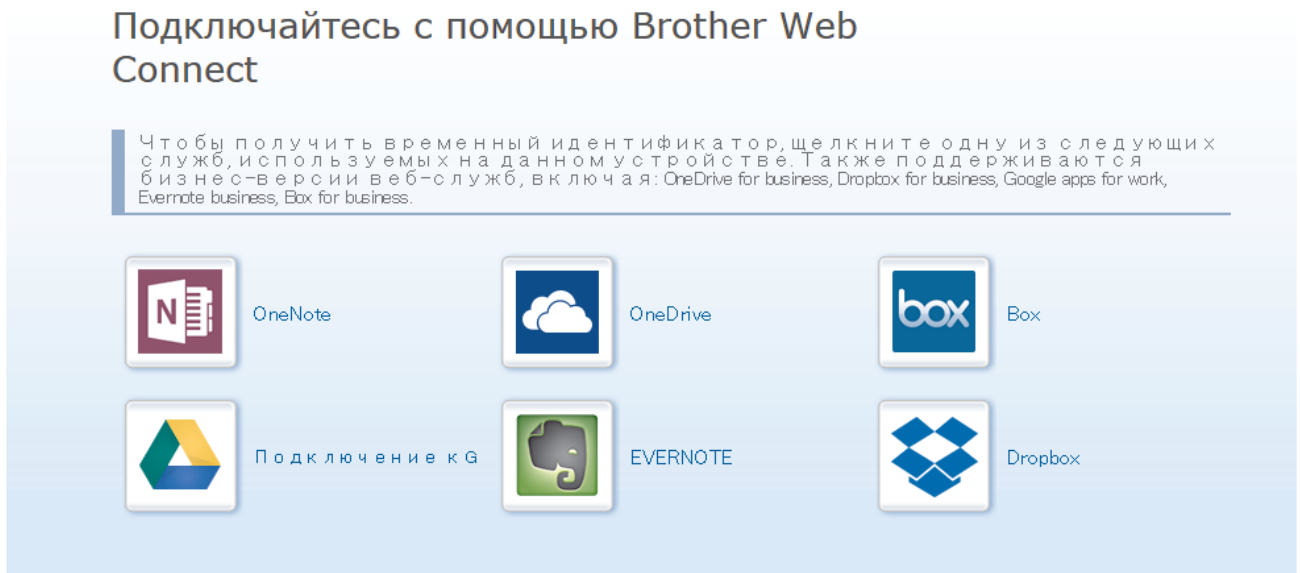 Подключайтесь с помощью Brother Web
Connect
Чтобы получить временный идентификатор, щелкните одну из следующих
служб, используемых на данном устройстве. Также поддерживаются
бизнес-версии веб-служб, включая: OneDrive for business, Dropbox for business, Google apps for work,
Evernote business, Box for business.
N
OneNote
OneDrive
box
Box
Подключение к G
EVERNOTE
Dropbox